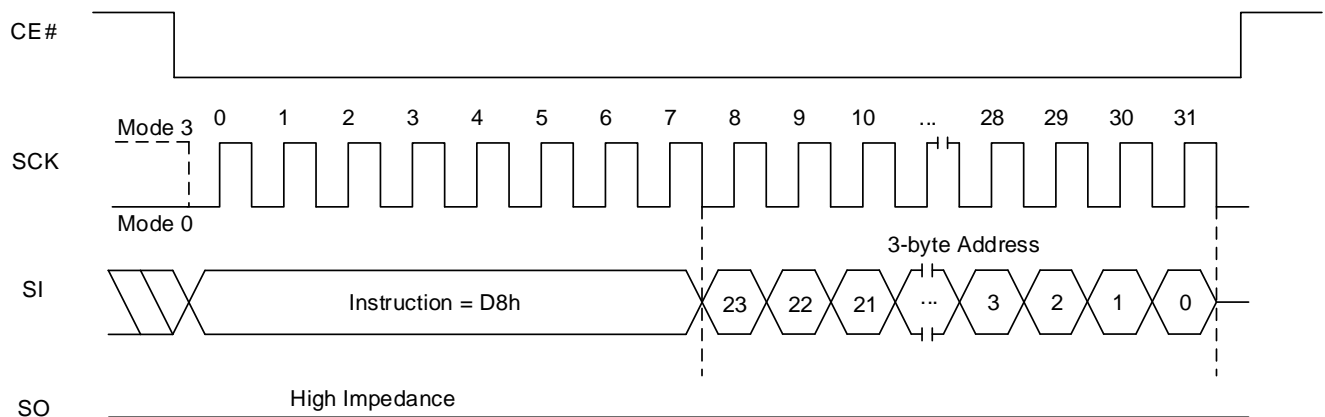 CE#
0 1 2 3 4 5 6 7 8 9 10 ... 28 29 30 31
Mode 3
SCK
Mode 0
3-byte Address
SI
Instruction = D8h
23 22 21 ... 3 2 1 0
High Impedance
SO